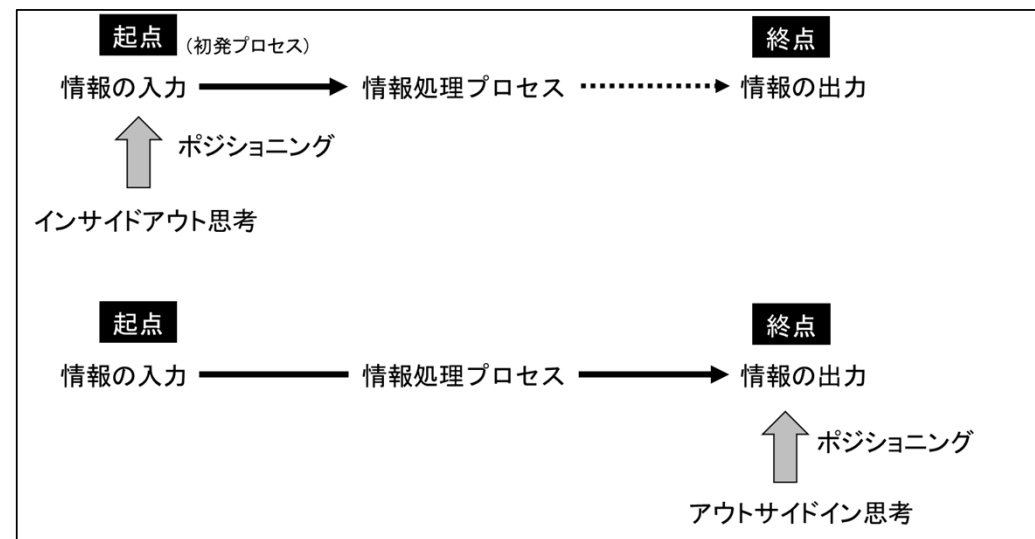 起点 (初発プロセス) 終点
情報の入力 情報処理プロセス 情報の出力
ポジショニング
インサイドアウト思考
起点 終点
情報の入力 情報処理プロセス 情報の出力
ポジショニング
アウトサイドイン思考